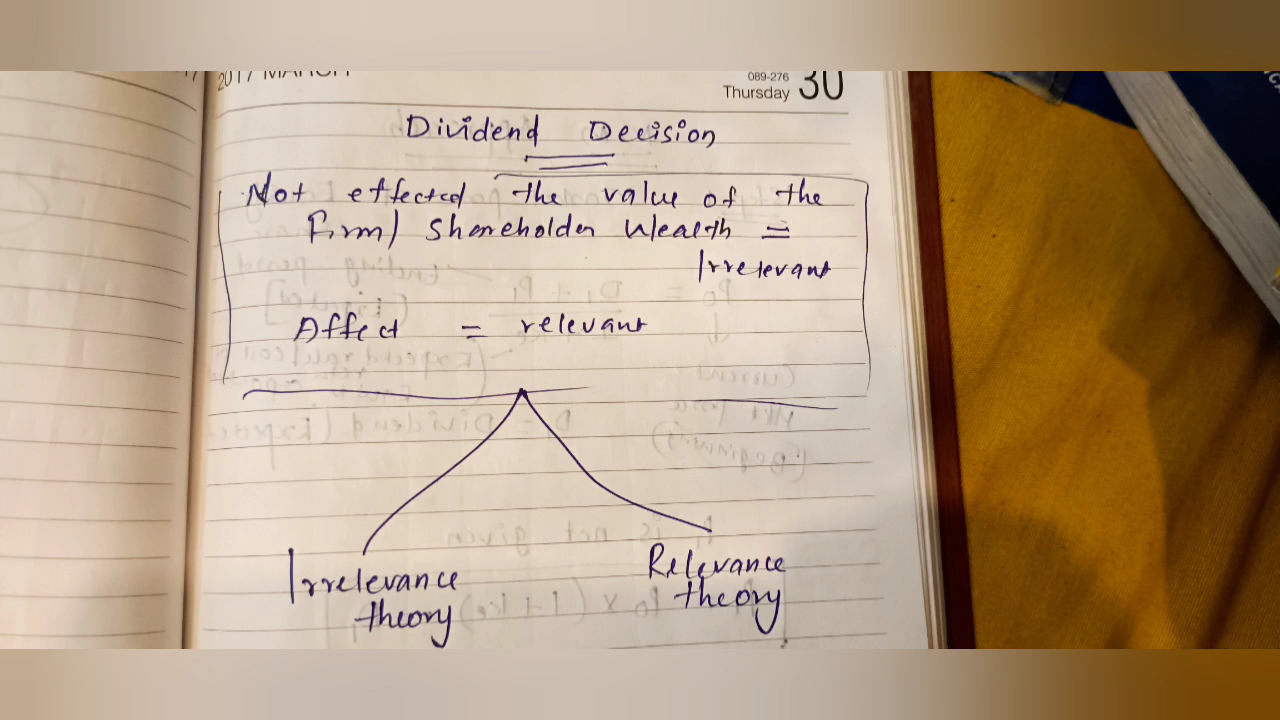 2017 MARCH
089-276
Thursday 30
Dividend Decision
Not effected the value of the
Firm) Shareholder Wealth =
Irrelevant
Affect = relevant
Irrelevance
theory
Relevance
theory